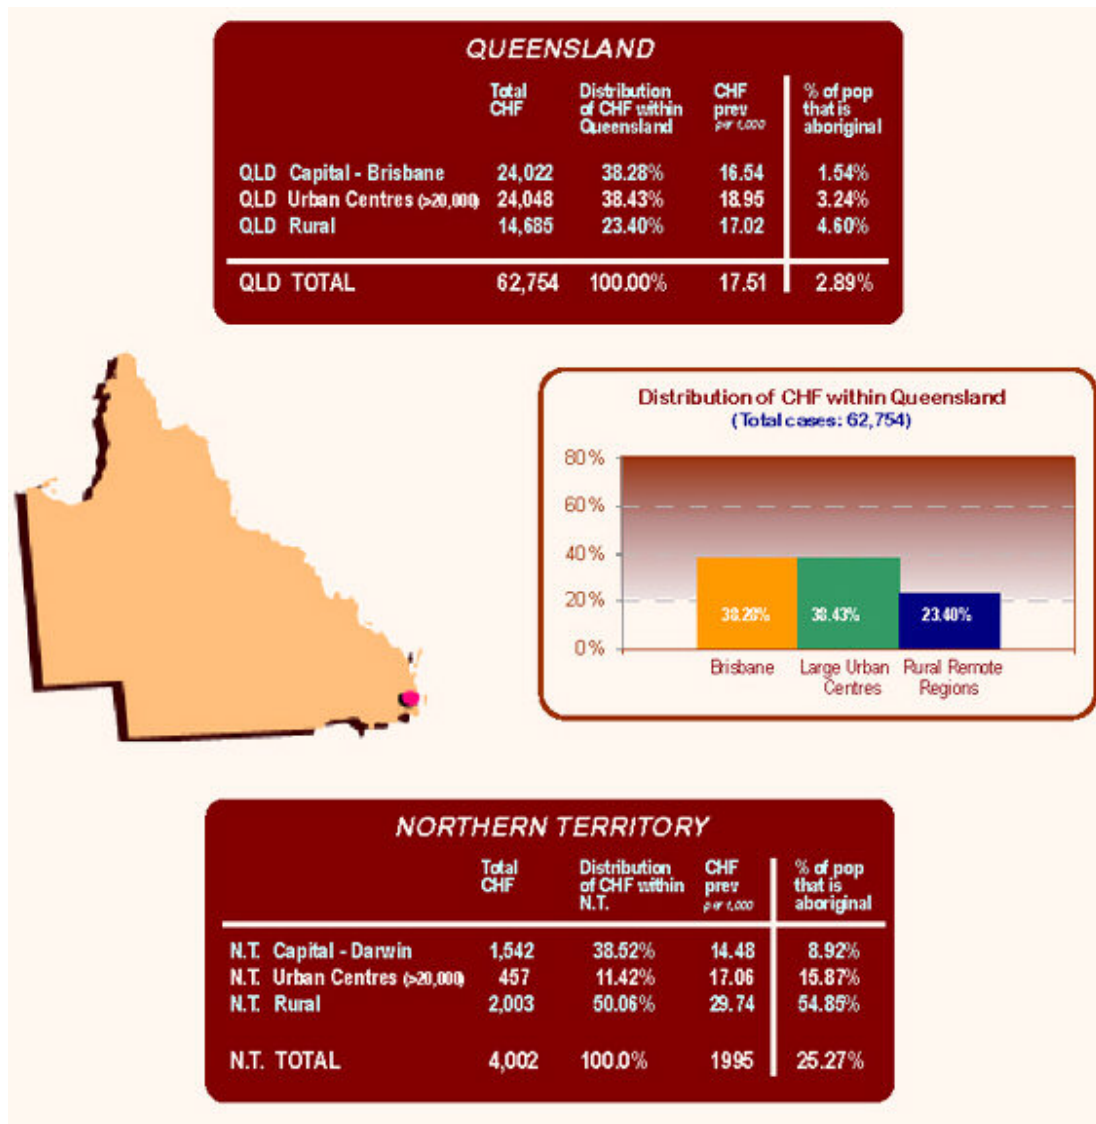 QUEENSLAND
Total CHF Distribution of CHF within Queensland CHF prev per 1,000 % of pop that is aboriginal
QLD Capital - Brisbane 24,022 38.28% 16.54 1.54%
QLD Urban Centres (>20,000) 24,048 38.43% 18.95 3.24%
QLD Rural 14,685 23.40% 17.02 4.60%
QLD TOTAL 62,754 100.00% 17.51 2.89%
Distribution of CHF within Queensland
(Total cases: 62,754)
80%
60%
40%
20%
0%
38.28% 38.43% 23.40%
Brisbane Large Urban Centres Rural Remote Regions
NORTHERN TERRITORY
Total CHF Distribution of CHF within N.T. CHF prev per 1,000 % of pop that is aboriginal
N.T. Capital - Darwin 1,542 38.52% 14.48 8.92%
N.T. Urban Centres (>20,000) 457 11.42% 17.06 15.87%
N.T. Rural 2,003 50.06% 29.74 54.85%
N.T. TOTAL 4,002 100.0% 1995 25.27%